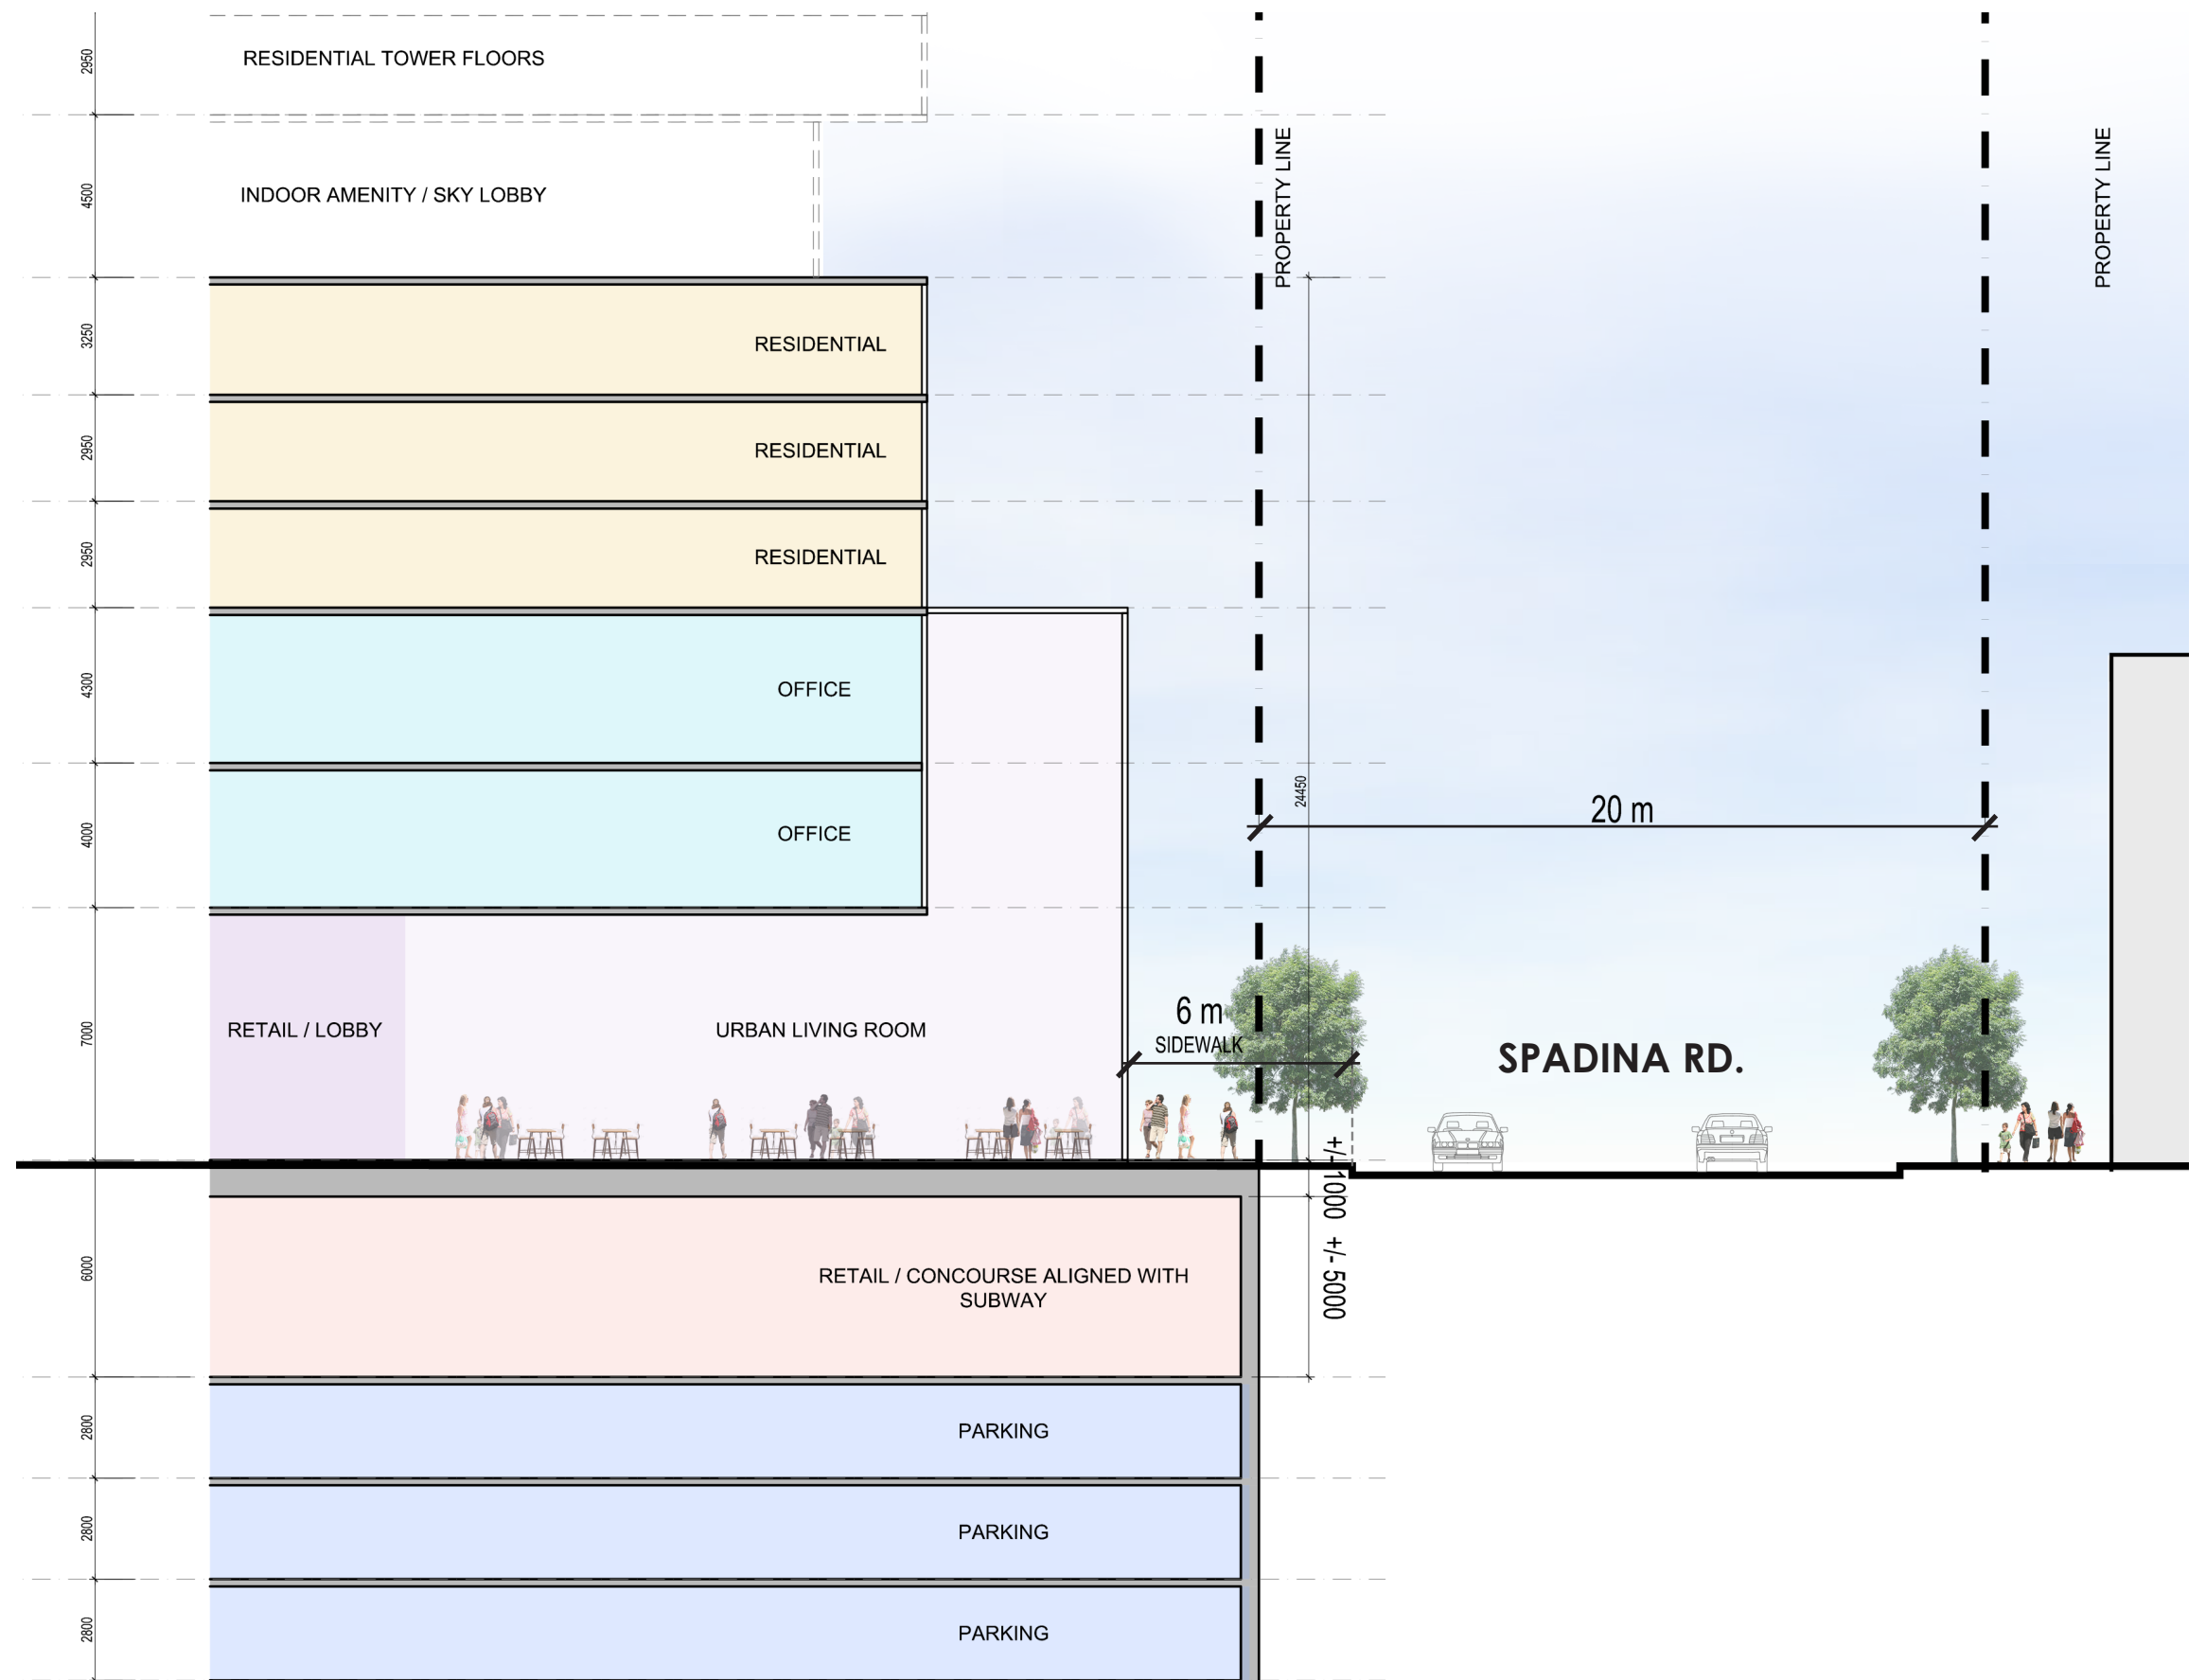 2950
RESIDENTIAL TOWER FLOORS
PROPERTY LINE
PROPERTY LINE
4500
INDOOR AMENITY / SKY LOBBY
3250
RESIDENTIAL
2950
RESIDENTIAL
2950
RESIDENTIAL
4300
OFFICE
24450
20 m
4000
OFFICE
7000
RETAIL / LOBBY
URBAN LIVING ROOM
6 m
SIDEWALK
SPADINA RD.
+/- 1000
+/- 5000
6000
RETAIL / CONCOURSE ALIGNED WITH
SUBWAY
2800
PARKING
2800
PARKING
2800
PARKING